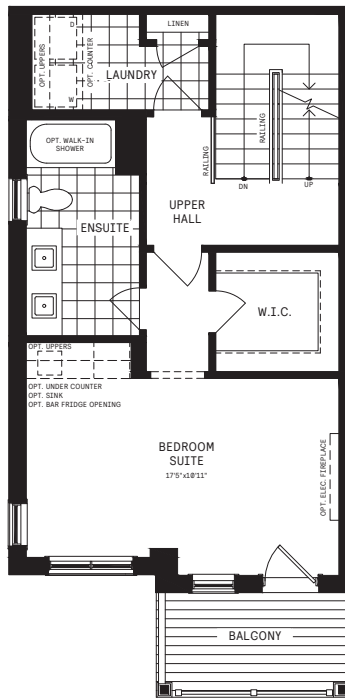 LINEN
D
OPT. UPPERS
OPT. COUNTER
LAUNDRY
W
RAILING
RAILING
DN
UP
OPT. WALK-IN
SHOWER
UPPER
HALL
ENSUITE
W.I.C.
OPT. UPPERS
OPT. UNDER COUNTER
OPT. SINK
OPT. BAR FRIDGE OPENING
BEDROOM
SUITE
17'5"x10'11"
OPT. ELEC. FIREPLACE
BALCONY